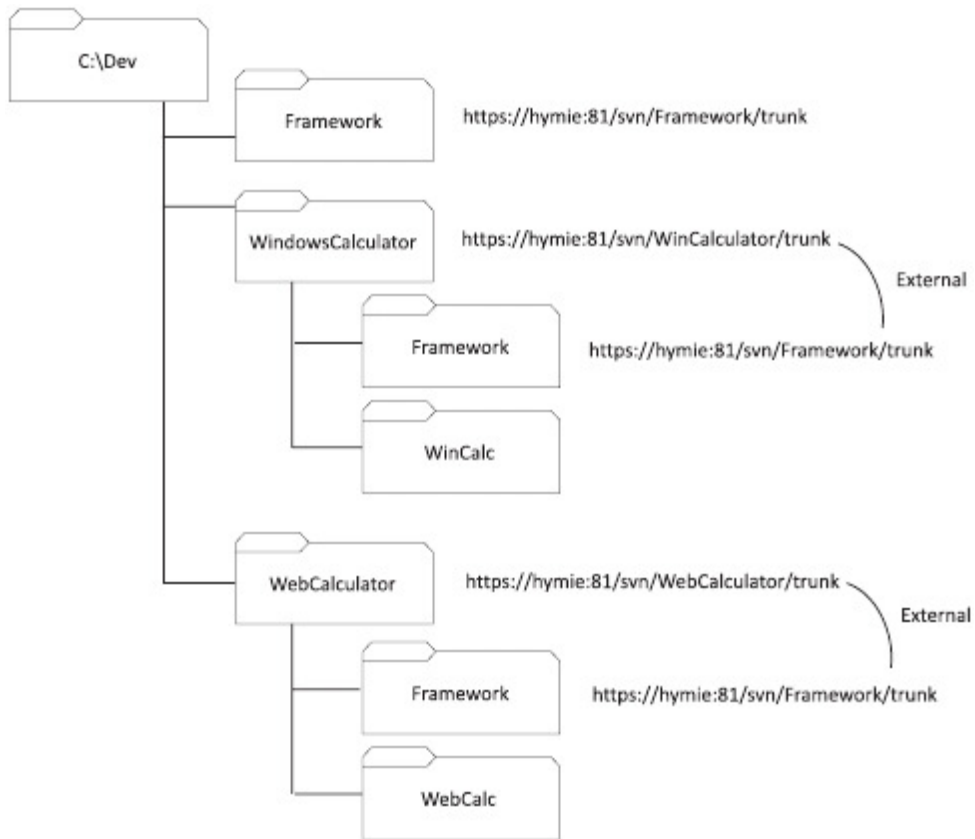 C:\Dev
Framework
https://hymie:81/svn/Framework/trunk
WindowsCalculator
https://hymie:81/svn/WinCalculator/trunk
External
Framework
https://hymie:81/svn/Framework/trunk
WinCalc
WebCalculator
https://hymie:81/svn/WebCalculator/trunk
External
Framework
https://hymie:81/svn/Framework/trunk
WebCalc